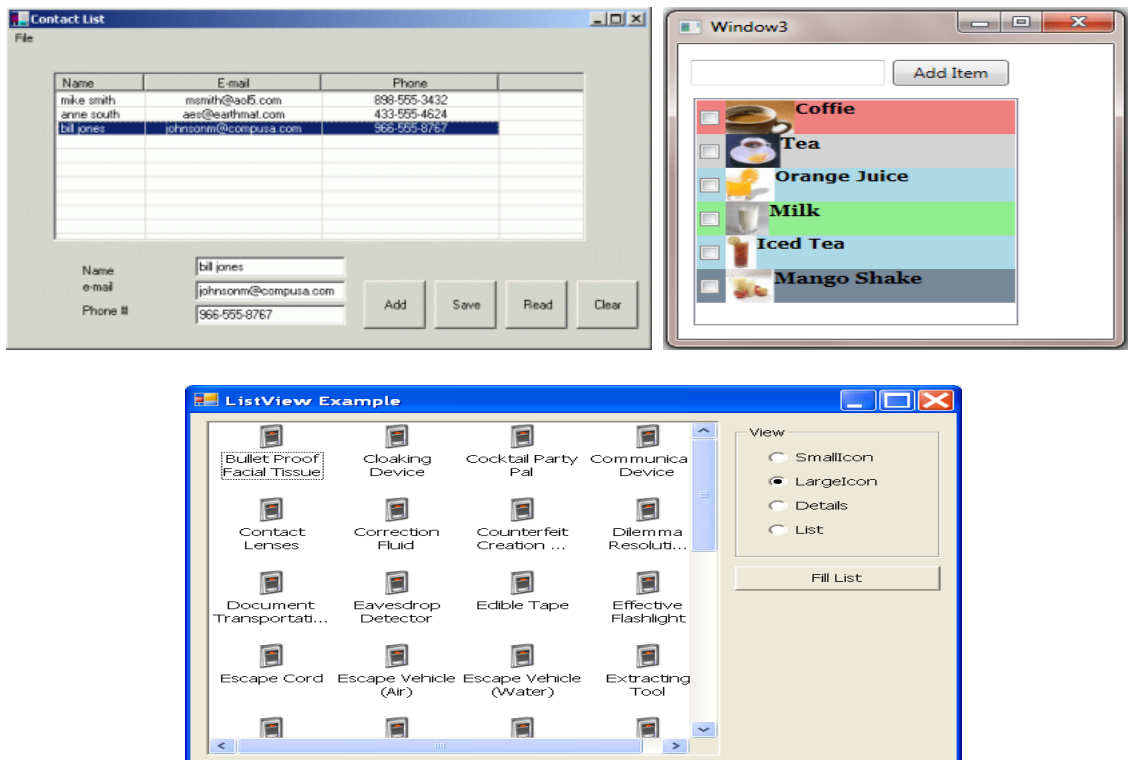 Contact List
File
Name E-mail Phone
mike smith msmith@aol5.com 898-555-3432
anne south aes@earthmat.com 433-555-4624
bill jones johnsonm@compusa.com 966-555-8767
Name bill jones
e-mail johnsonm@compusa.com
Phone # 966-555-8767
Add Save Read Clear
Window3
Add Item
Coffie
Tea
Orange Juice
Milk
Iced Tea
Mango Shake
ListView Example
Bullet Proof Cloaking Cocktail Party Communica
Facial Tissue Device Pal Device
Contact Correction Counterfeit Dilemma
Lenses Fluid Creation ... Resoluti...
Document Eavesdrop Edible Tape Effective
Transportati... Detector Flashlight
Escape Cord Escape Vehicle Escape Vehicle Extracting
(Air) (Water) Tool
View
SmallIcon
LargeIcon
Details
List
Fill List